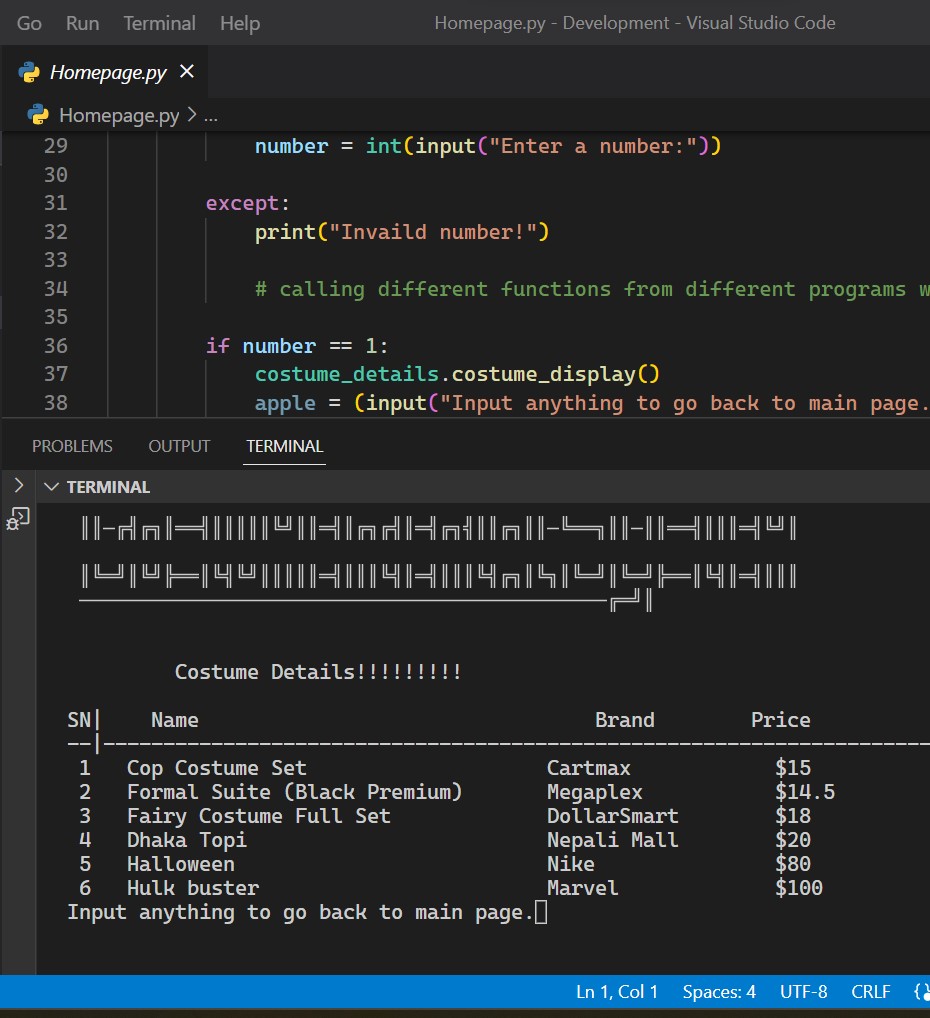 Go Run Terminal Help Homepage.py - Development - Visual Studio Code
Homepage.py ×
Homepage.py > ...
29 number = int(input("Enter a number:"))
30
31 except:
32 print("Invaild number!")
33
34 # calling different functions from different programs w
35
36 if number == 1:
37 costume_details.costume_display()
38 apple = (input("Input anything to go back to main page.
PROBLEMS OUTPUT TERMINAL
TERMINAL
Costume Details!!!!!!!!!
SN| Name Brand Price
1 Cop Costume Set Cartmax $15
2 Formal Suite (Black Premium) Megaplex $14.5
3 Fairy Costume Full Set DollarSmart $18
4 Dhaka Topi Nepali Mall $20
5 Halloween Nike $80
6 Hulk buster Marvel $100
Input anything to go back to main page.
Ln 1, Col 1 Spaces: 4 UTF-8 CRLF {